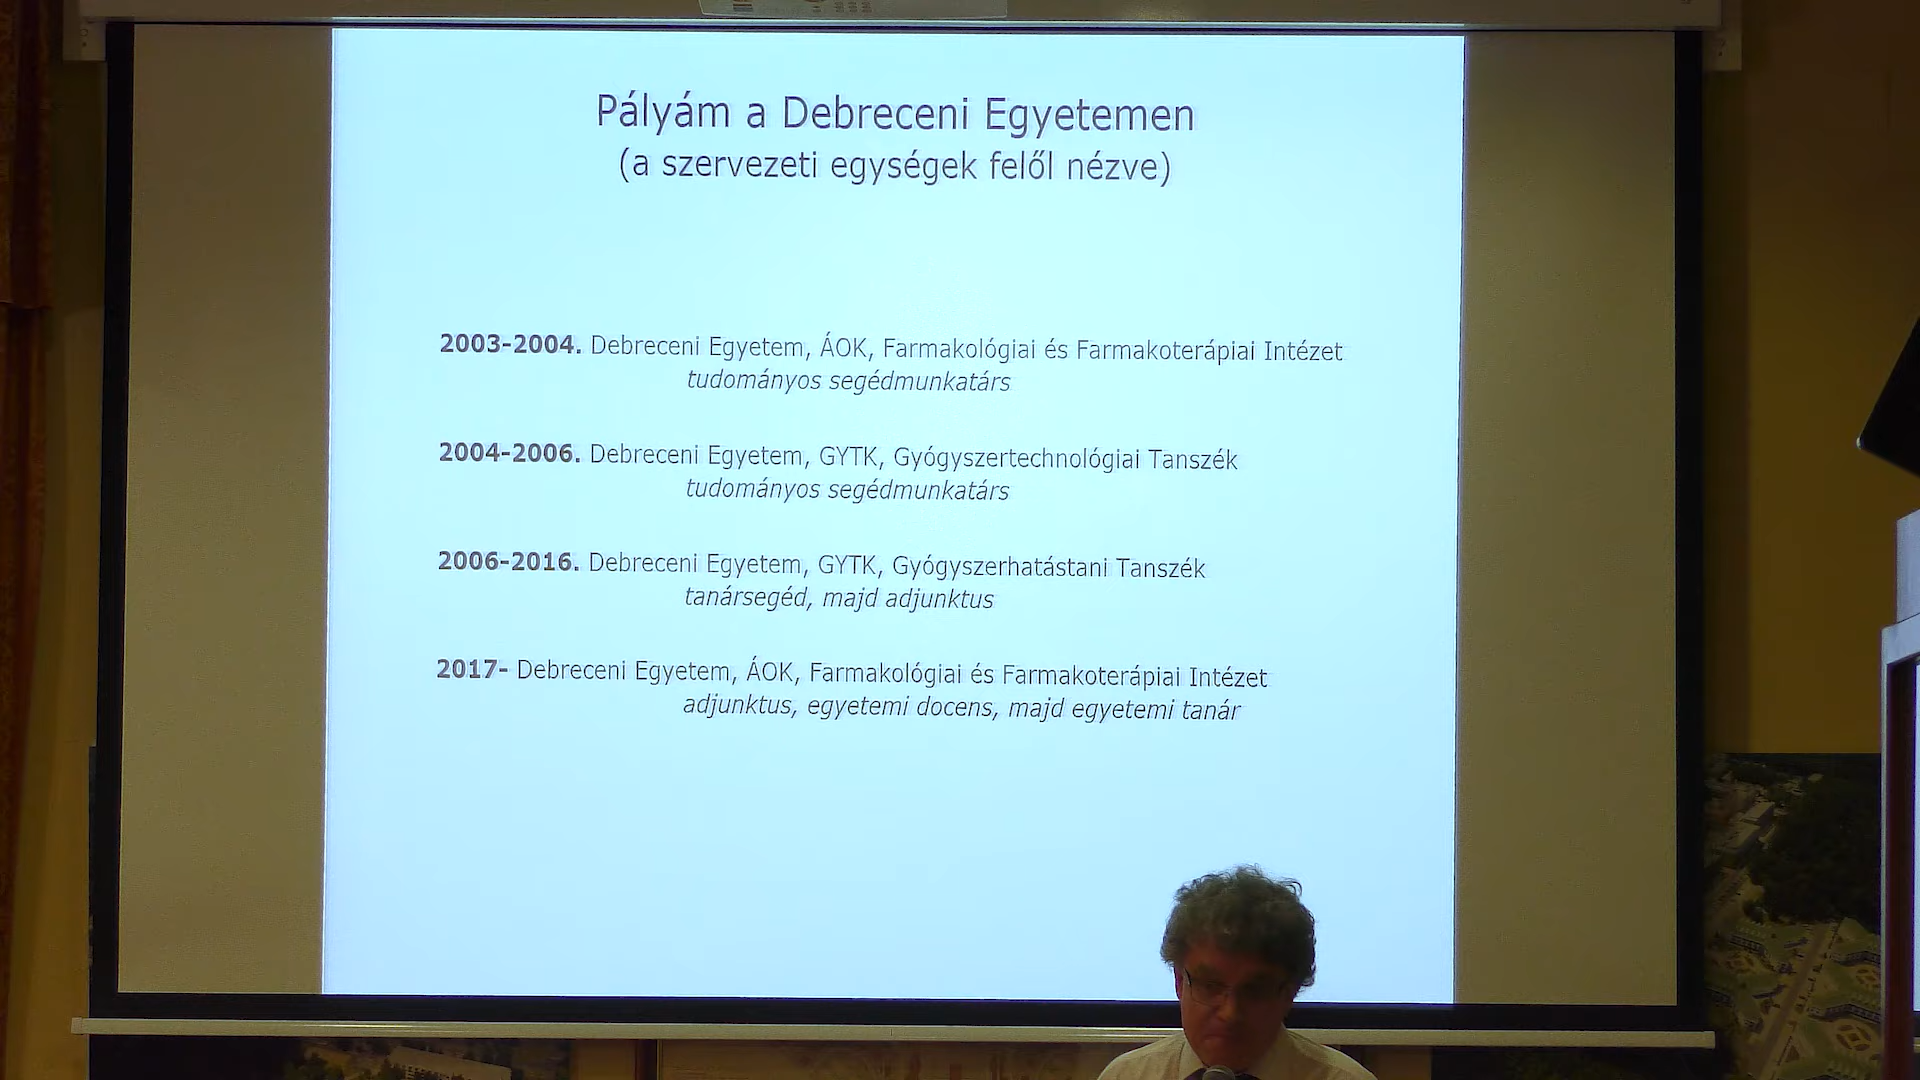 Pályám a Debreceni Egyetemen
(a szervezeti egységek felől nézve)
2003-2004. Debreceni Egyetem, ÁOK, Farmakológiai és Farmakoterápiai Intézet
tudományos segédmunkatárs
2004-2006. Debreceni Egyetem, GYTK, Gyógyszertechnológiai Tanszék
tudományos segédmunkatárs
2006-2016. Debreceni Egyetem, GYTK, Gyógyszerhatástani Tanszék
tanársegéd, majd adjunktus
2017- Debreceni Egyetem, ÁOK, Farmakológiai és Farmakoterápiai Intézet
adjunktus, egyetemi docens, majd egyetemi tanár